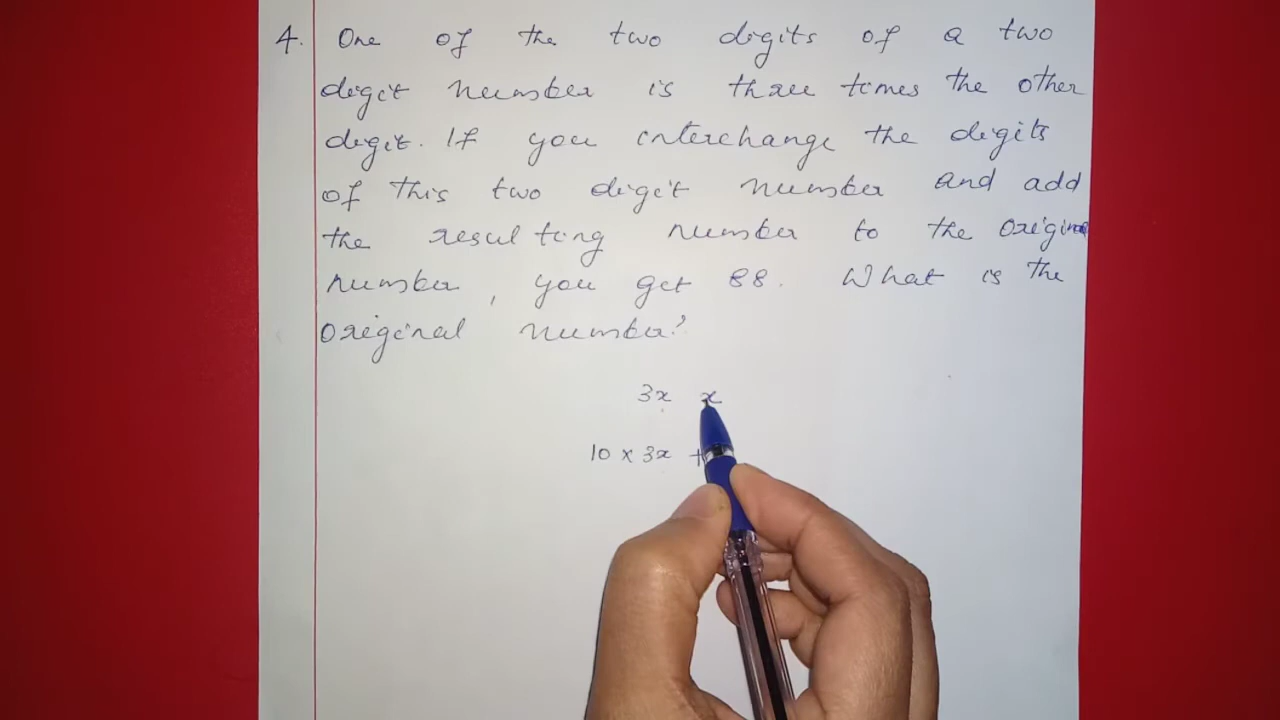 4. One of the two digits of a two
digit number is three times the other
digit. If you interchange the digits
of this two digit number and add
the resulting number to the original
number, you get 88. What is the
original number?
3x x
10 × 3x +